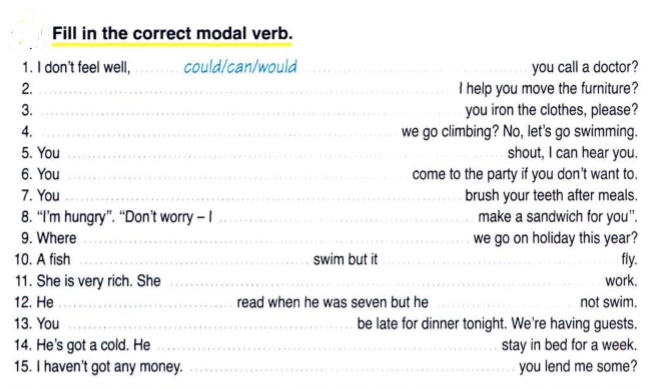 Fill in the correct modal verb.
1. I don't feel well, ........ could/can/would ........ you call a doctor?
2. ........ I help you move the furniture?
3. ........ you iron the clothes, please?
4. ........ we go climbing? No, let's go swimming.
5. You ........ shout, I can hear you.
6. You ........ come to the party if you don't want to.
7. You ........ brush your teeth after meals.
8. “I'm hungry”. “Don't worry – I ........ make a sandwich for you”.
9. Where ........ we go on holiday this year?
10. A fish ........ swim but it ........ fly.
11. She is very rich. She ........ work.
12. He ........ read when he was seven but he ........ not swim.
13. You ........ be late for dinner tonight. We're having guests.
14. He's got a cold. He ........ stay in bed for a week.
15. I haven't got any money. ........ you lend me some?